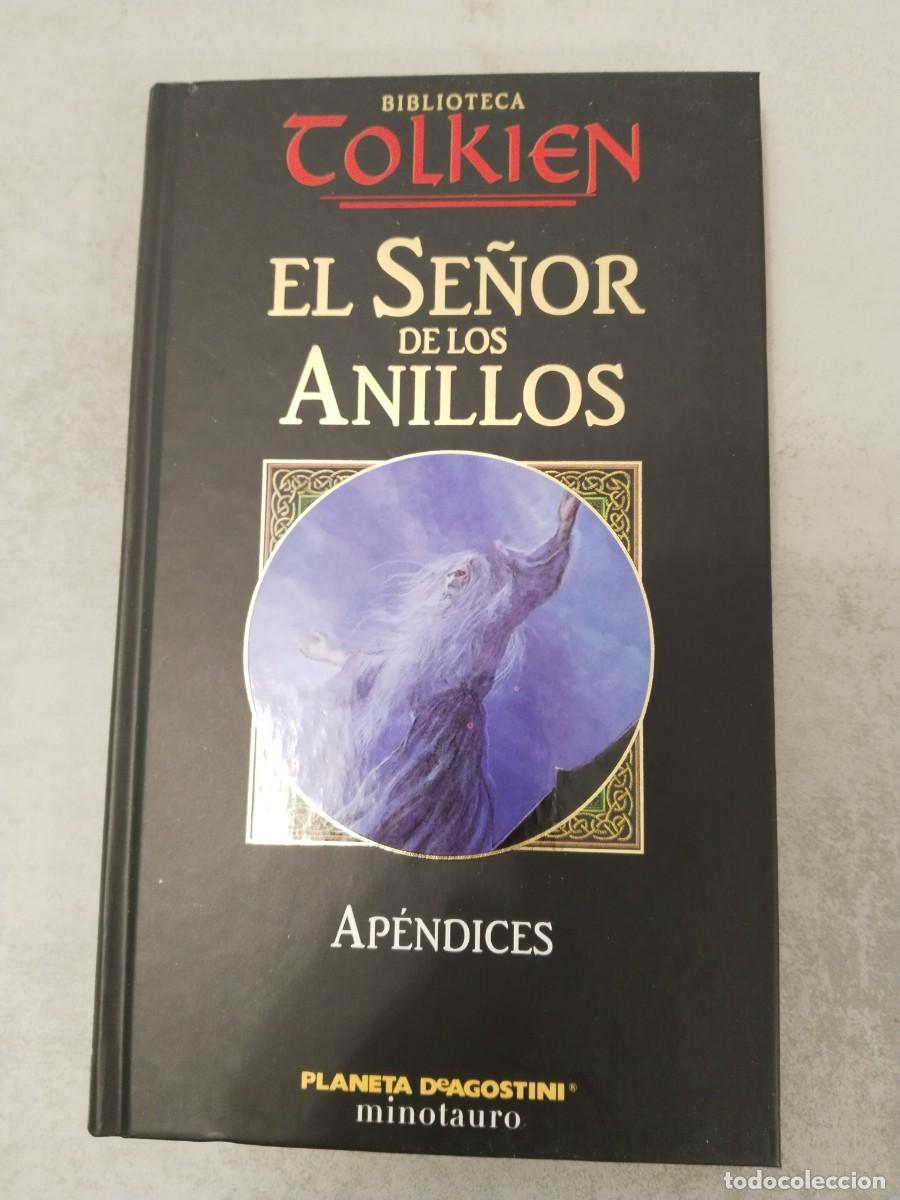 BIBLIOTECA
TOLKIEN
EL SEÑOR
DE LOS
ANILLOS
APÉNDICES
PLANETA DeAGOSTINI®
minotauro
todocoleccion